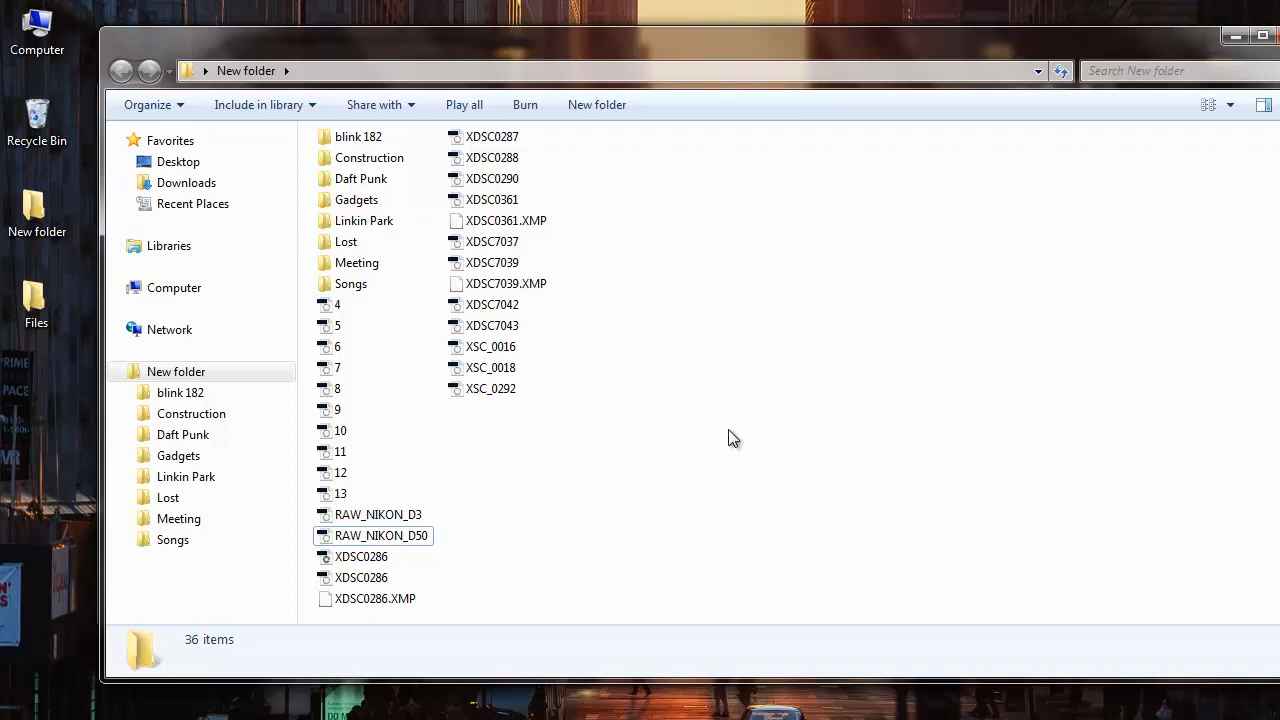 Computer
Recycle Bin
New folder
Files
New folder
Search New folder
Organize
Include in library
Share with
Play all
Burn
New folder
Favorites
Desktop
Downloads
Recent Places
Libraries
Computer
Network
New folder
blink 182
Construction
Daft Punk
Gadgets
Linkin Park
Lost
Meeting
Songs
blink 182
Construction
Daft Punk
Gadgets
Linkin Park
Lost
Meeting
Songs
4
5
6
7
8
9
10
11
12
13
RAW_NIKON_D3
RAW_NIKON_D50
XDSC0286
XDSC0286
XDSC0286.XMP
XDSC0287
XDSC0288
XDSC0290
XDSC0361
XDSC0361.XMP
XDSC7037
XDSC7039
XDSC7039.XMP
XDSC7042
XDSC7043
XSC_0016
XSC_0018
XSC_0292
36 items